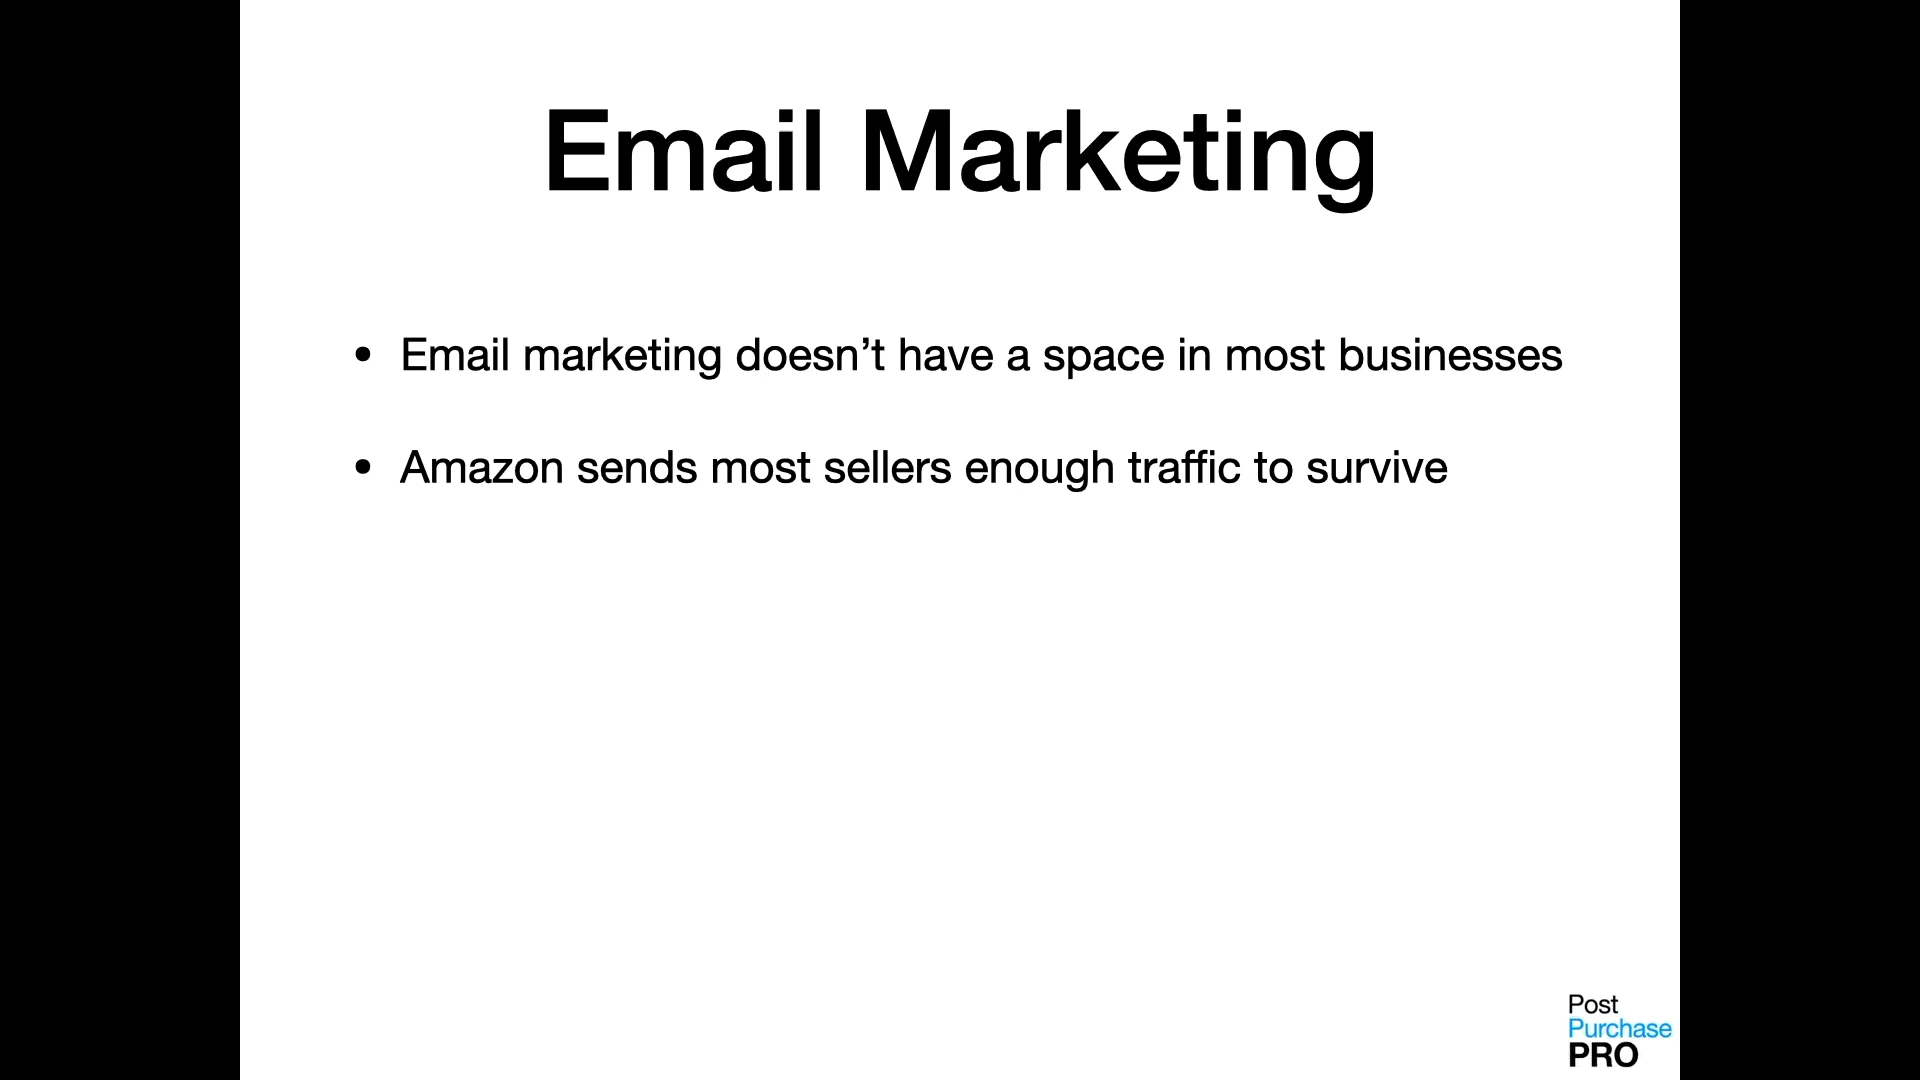 Email Marketing
• Email marketing doesn’t have a space in most businesses
• Amazon sends most sellers enough traffic to survive
Post
Purchase
PRO